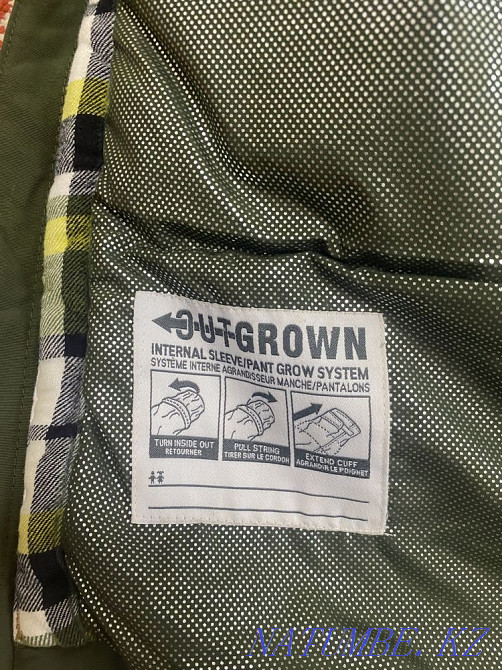 OUTGROWN
INTERNAL SLEEVE/PANT GROW SYSTEM
SYSTÈME INTERNE AGRANDISSEUR MANCHE/PANTALONS
TURN INSIDE OUT
RETOURNER
PULL STRING
TIRER SUR LE CORDON
EXTEND CUFF
AGRANDIR LE POIGNET
NATUMBE.KZ